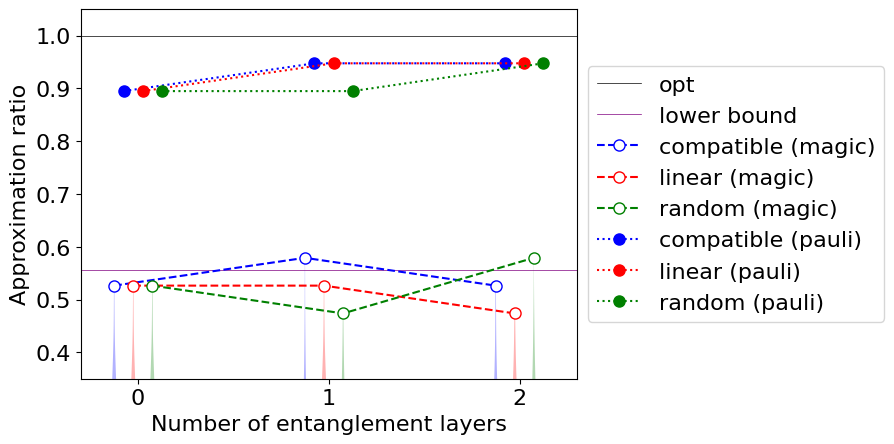 1.0
0.9
0.8
0.7
0.6
0.5
0.4
Approximation ratio
0 1 2
Number of entanglement layers
opt
lower bound
compatible (magic)
linear (magic)
random (magic)
compatible (pauli)
linear (pauli)
random (pauli)